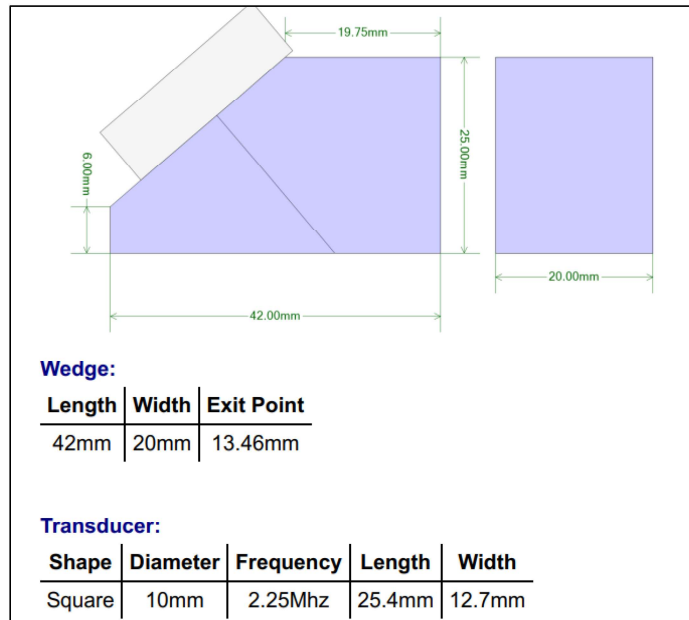 19.75mm
6.00mm
25.00mm
20.00mm
42.00mm
Wedge:
Length Width Exit Point
42mm 20mm 13.46mm
Transducer:
Shape Diameter Frequency Length Width
Square 10mm 2.25Mhz 25.4mm 12.7mm